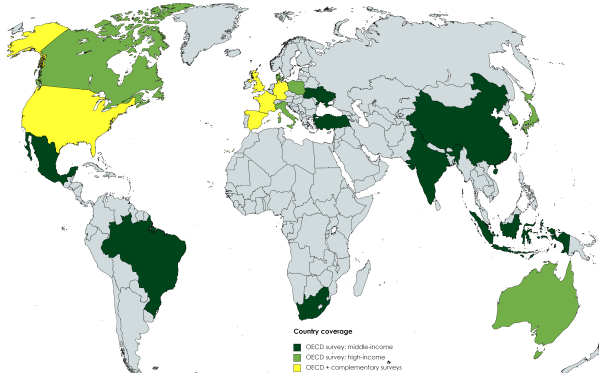 Country coverage
OECD survey: middle-income
OECD survey: high-income
OECD + complementary surveys